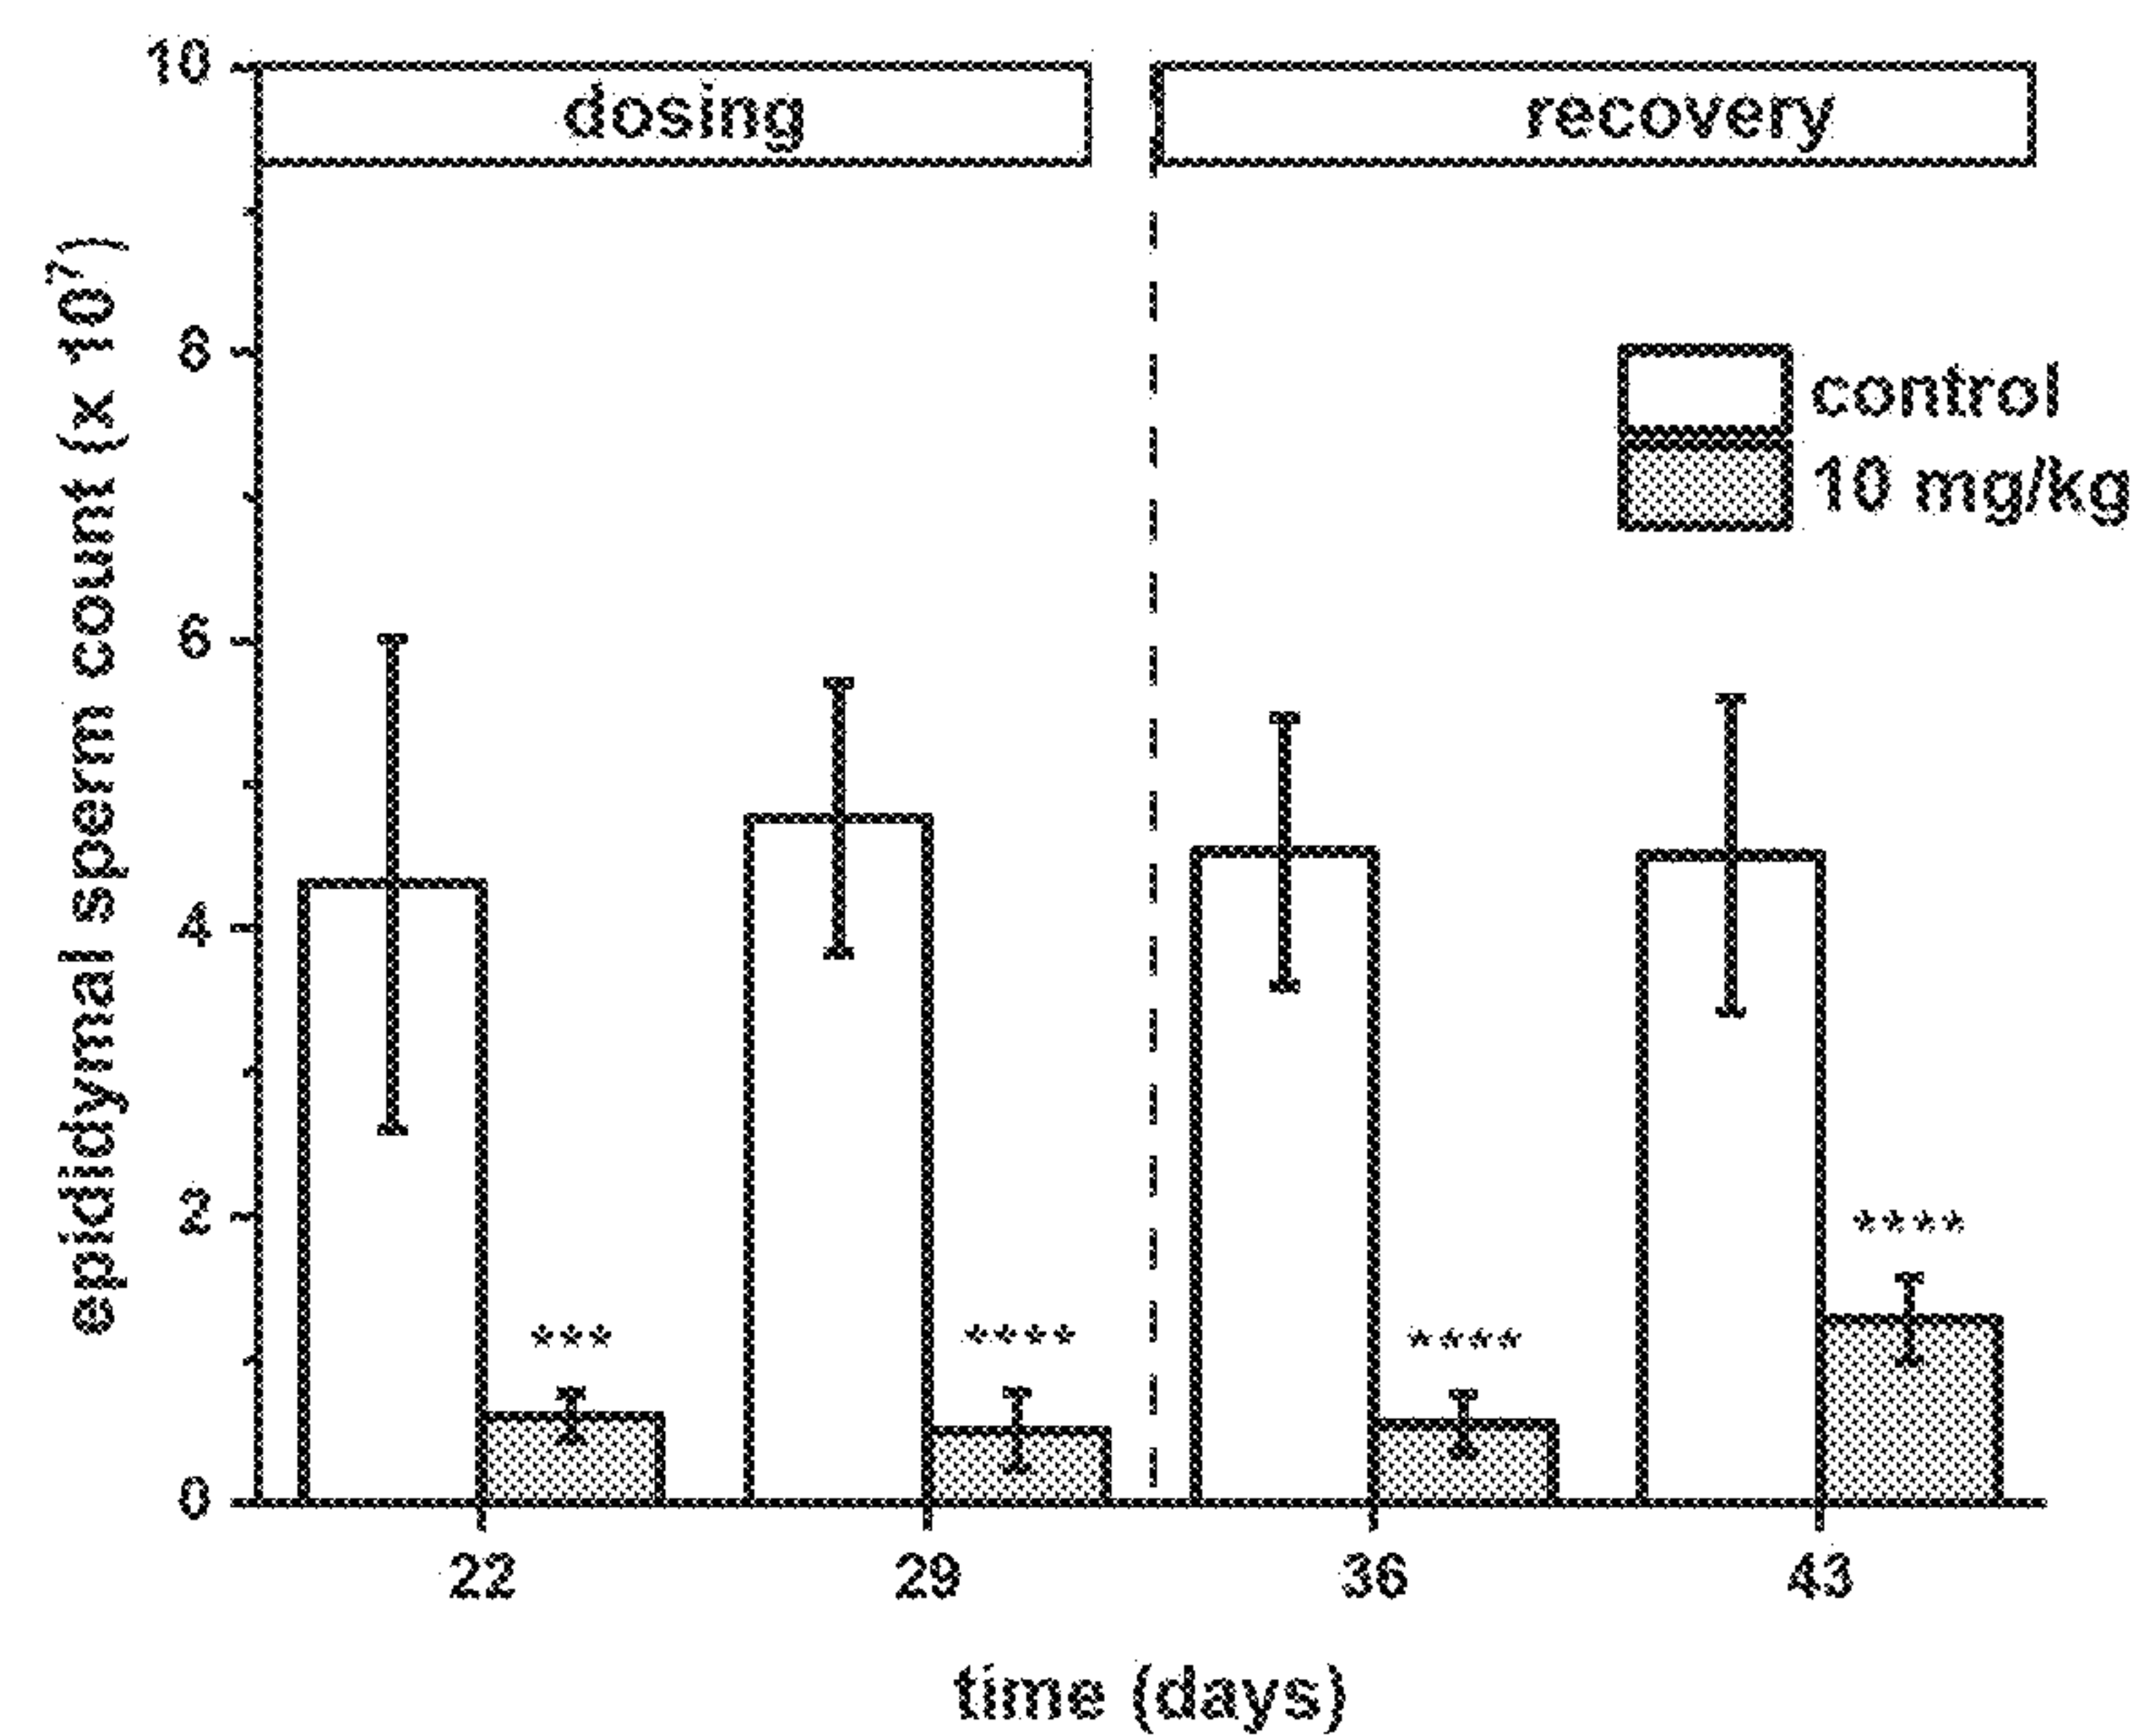 dosing
recovery
control
10 mg/kg
epididymal sperm count (x 10⁷)
10
8
6
4
2
0
***
****
****
****
22
29
36
43
time (days)